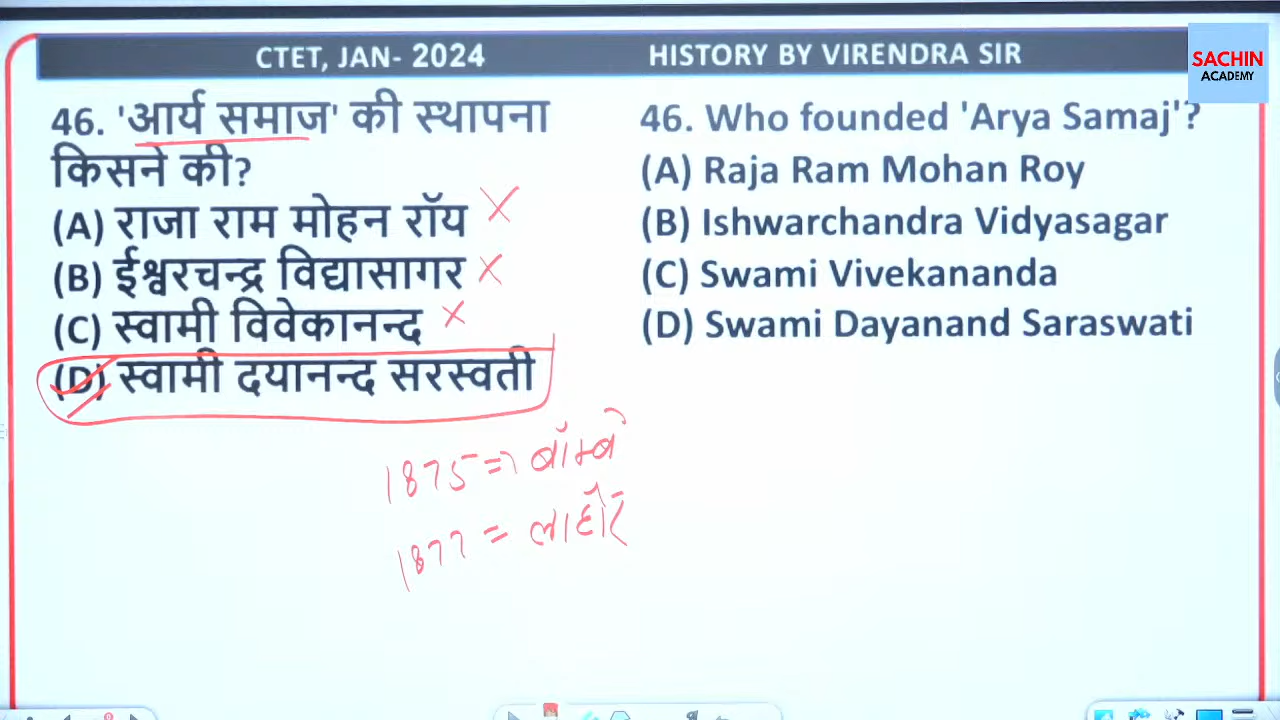 CTET, JAN- 2024
HISTORY BY VIRENDRA SIR
SACHIN
ACADEMY
46. 'आर्य समाज' की स्थापना
किसने की?
(A) राजा राम मोहन रॉय
(B) ईश्वरचन्द्र विद्यासागर
(C) स्वामी विवेकानन्द
(D) स्वामी दयानन्द सरस्वती
1875 => बॉम्बे
1877 = लाहौर
46. Who founded 'Arya Samaj'?
(A) Raja Ram Mohan Roy
(B) Ishwarchandra Vidyasagar
(C) Swami Vivekananda
(D) Swami Dayanand Saraswati